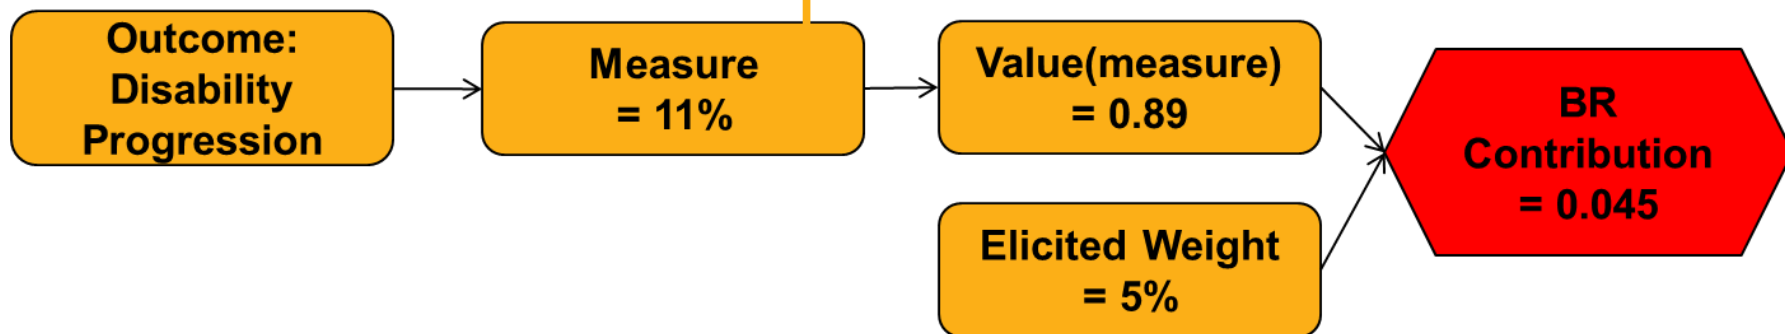 Outcome:
Disability
Progression
Measure
= 11%
Value(measure)
= 0.89
Elicited Weight
= 5%
BR
Contribution
= 0.045